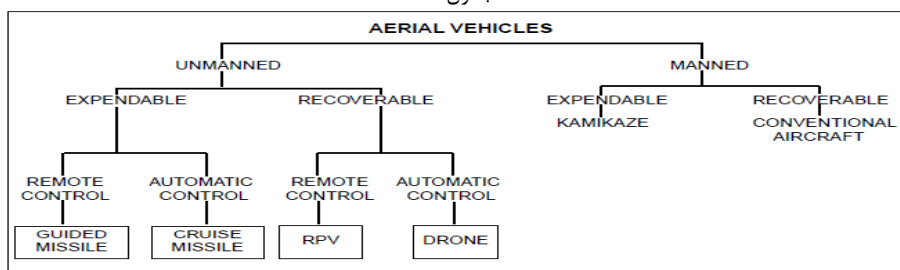 AERIAL VEHICLES
UNMANNED MANNED
EXPENDABLE RECOVERABLE EXPENDABLE RECOVERABLE
KAMIKAZE CONVENTIONAL
AIRCRAFT
REMOTE AUTOMATIC REMOTE AUTOMATIC
CONTROL CONTROL CONTROL CONTROL
GUIDED CRUISE RPV DRONE
MISSILE MISSILE